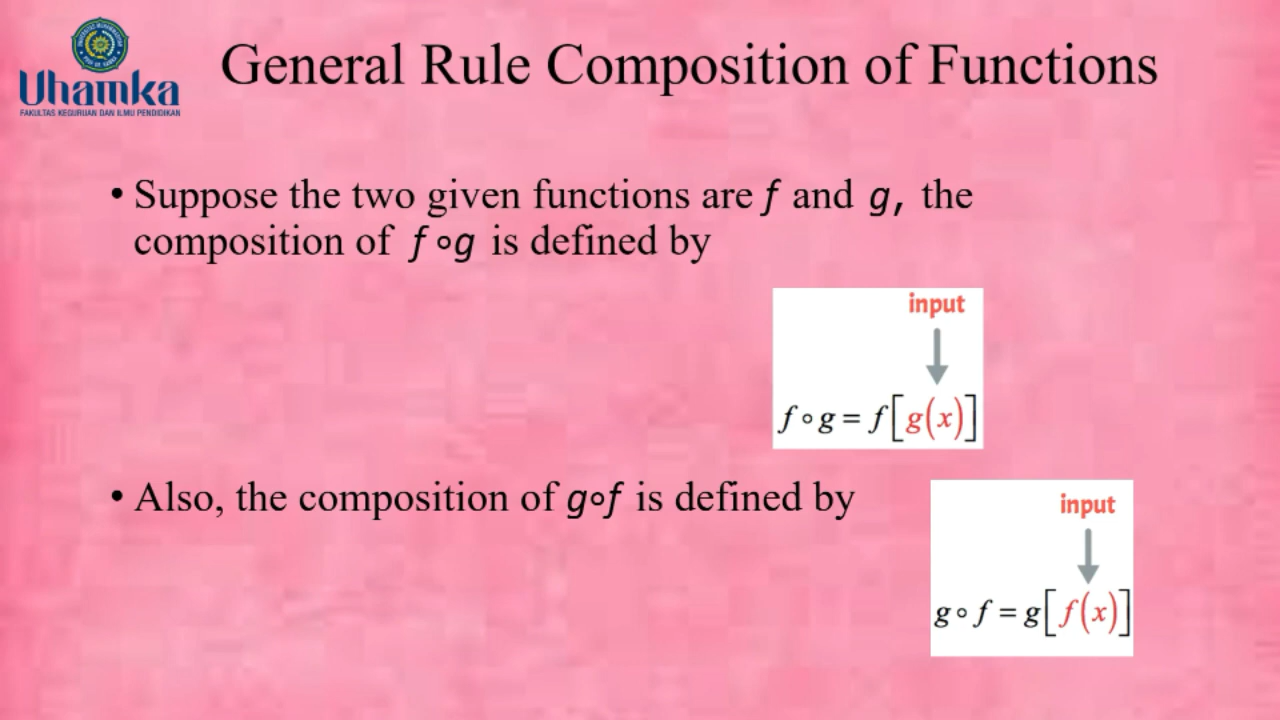 Uhamka
FAKULTAS KEGURUAN DAN ILMU PENDIDIKAN
General Rule Composition of Functions
• Suppose the two given functions are f and g, the
composition of f∘g is defined by
input
f∘g = f[g(x)]
• Also, the composition of g∘f is defined by
input
g∘f = g[f(x)]